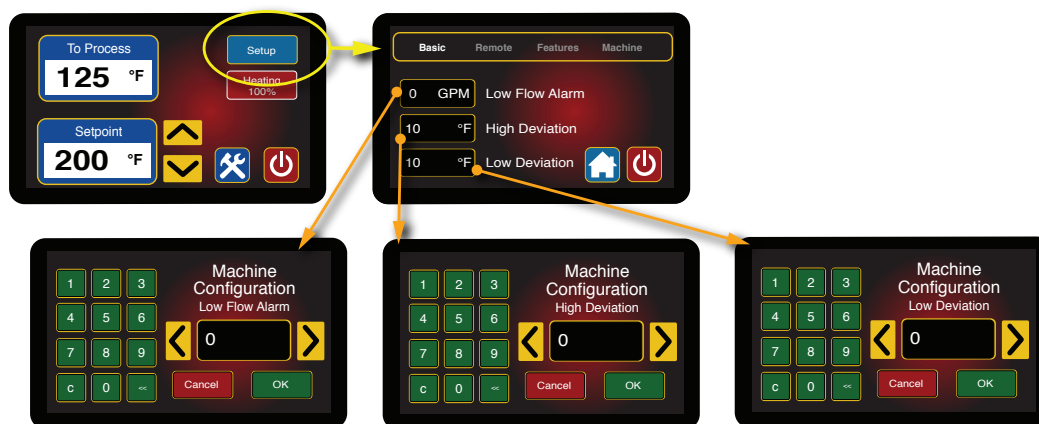 To Process
125 °F
Setup
Heating
100%
Setpoint
200 °F
Basic Remote Features Machine
0 GPM Low Flow Alarm
10 °F High Deviation
10 °F Low Deviation
Machine
Configuration
Low Flow Alarm
1 2 3
4 5 6
7 8 9
c 0 <<
0
Cancel OK
Machine
Configuration
High Deviation
1 2 3
4 5 6
7 8 9
c 0 <<
0
Cancel OK
Machine
Configuration
Low Deviation
1 2 3
4 5 6
7 8 9
c 0 <<
0
Cancel OK